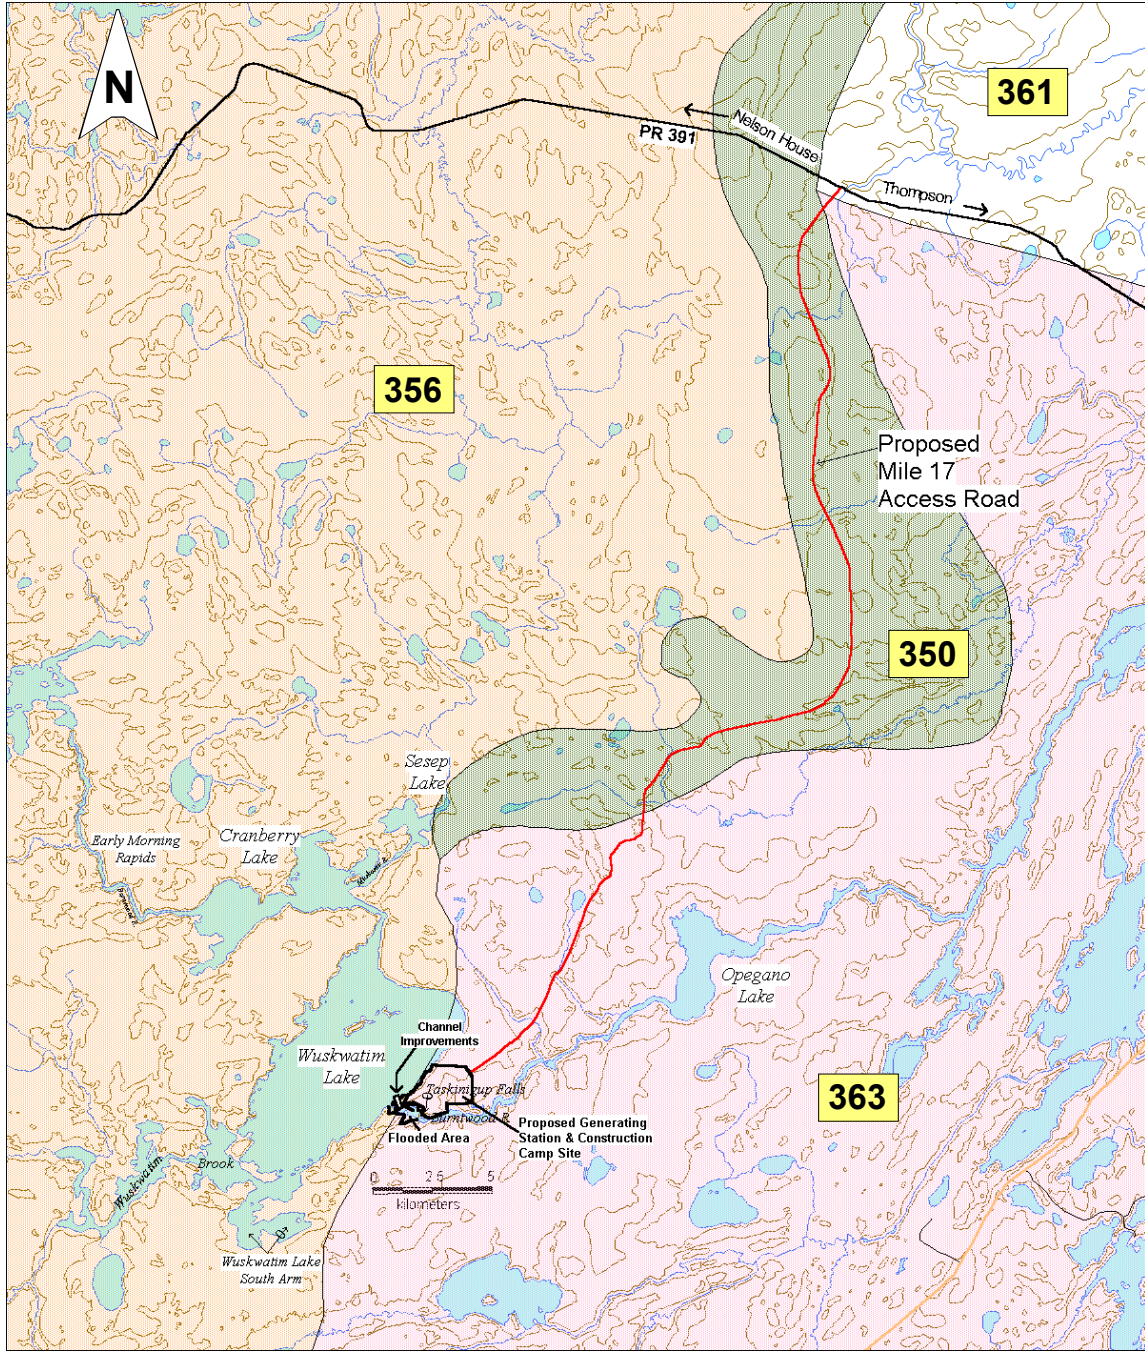 N
361
Nelson House
PR 391
Thompson
356
Proposed
Mile 17
Access Road
350
Sesep
Lake
Cranberry
Lake
Early Morning
Rapids
Opegano
Lake
Channel
Improvements
Wuskwatim
Lake
Taskinigup Falls
Burntwood R
363
Proposed Generating
Station & Construction
Camp Site
Flooded Area
Brook
Wuskwatim
0 2.5 5
kilometers
Wuskwatim Lake
South Arm